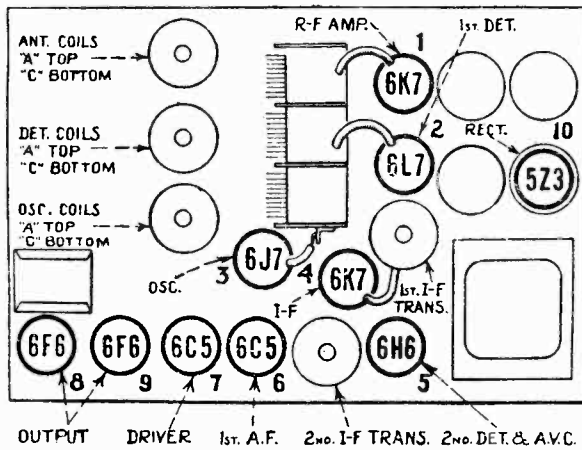 R-F AMP.
1
1ST. DET.
ANT. COILS
"A" TOP
"C" BOTTOM
6K7
2
RECT.
10
DET. COILS
"A" TOP
"C" BOTTOM
6L7
5Z3
OSC. COILS
"A" TOP
"C" BOTTOM
6J7
3
4
OSC.
6K7
I-F
1ST. I-F
TRANS.
6F6
8
6F6
9
6C5
7
6C5
6
6H6
5
OUTPUT
DRIVER
1ST. A.F.
2ND. I-F TRANS.
2ND. DET. & A.V.C.